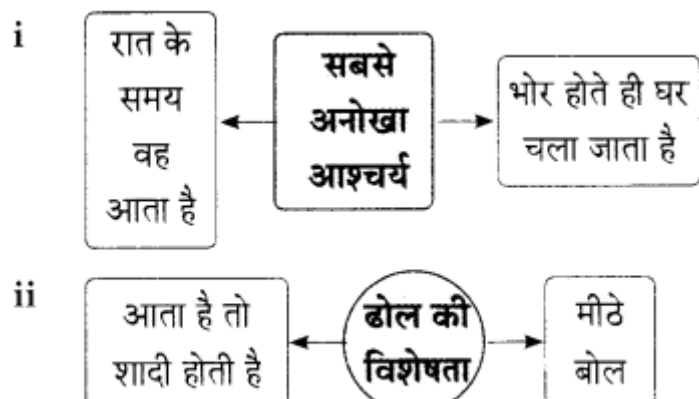 i
रात के
समय
वह
आता है
सबसे
अनोखा
आश्चर्य
भोर होते ही घर
चला जाता है
ii
आता है तो
शादी होती है
ढोल की
विशेषता
मीठे
बोल